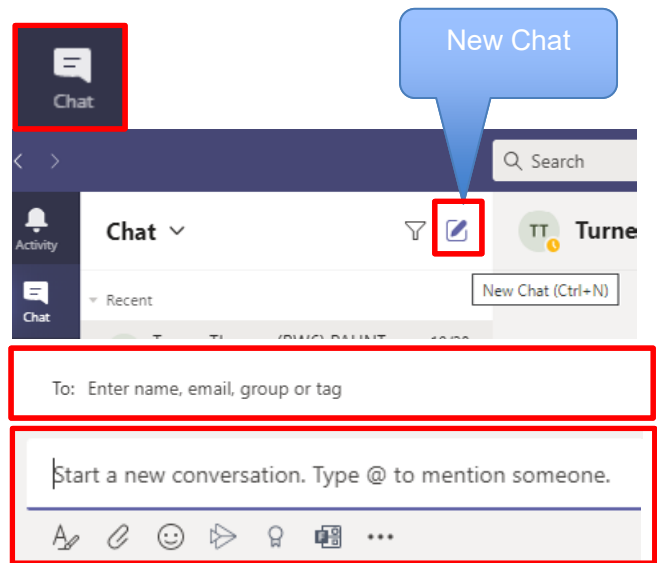 New Chat
Chat
Search
Activity
Chat
TT Turne
New Chat (Ctrl+N)
Chat
Recent
To: Enter name, email, group or tag
Start a new conversation. Type @ to mention someone.